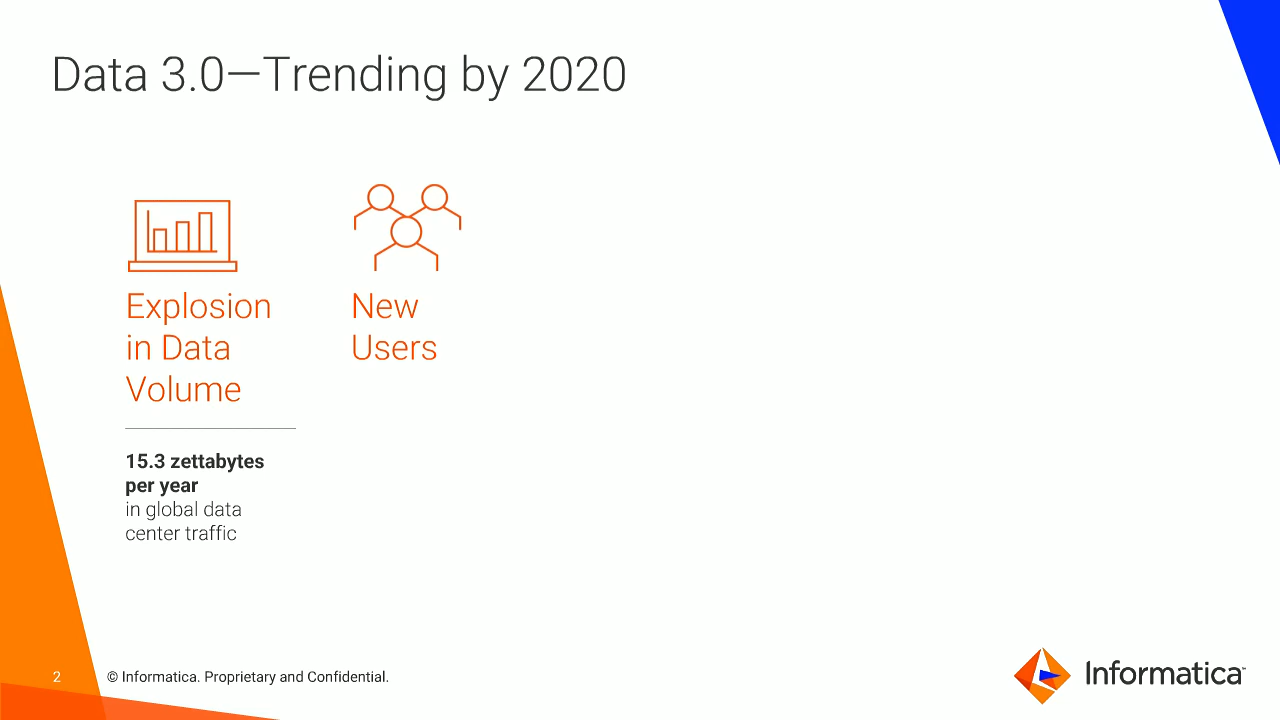 Data 3.0—Trending by 2020
Explosion
in Data
Volume
15.3 zettabytes
per year
in global data
center traffic
New
Users
2
© Informatica. Proprietary and Confidential.
Informatica™